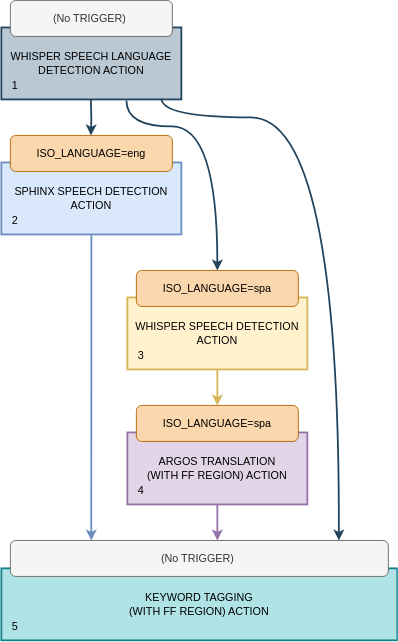 (No TRIGGER)
WHISPER SPEECH LANGUAGE
DETECTION ACTION
1
ISO_LANGUAGE=eng
SPHINX SPEECH DETECTION
ACTION
2
ISO_LANGUAGE=spa
WHISPER SPEECH DETECTION
ACTION
3
ISO_LANGUAGE=spa
ARGOS TRANSLATION
(WITH FF REGION) ACTION
4
(No TRIGGER)
KEYWORD TAGGING
(WITH FF REGION) ACTION
5